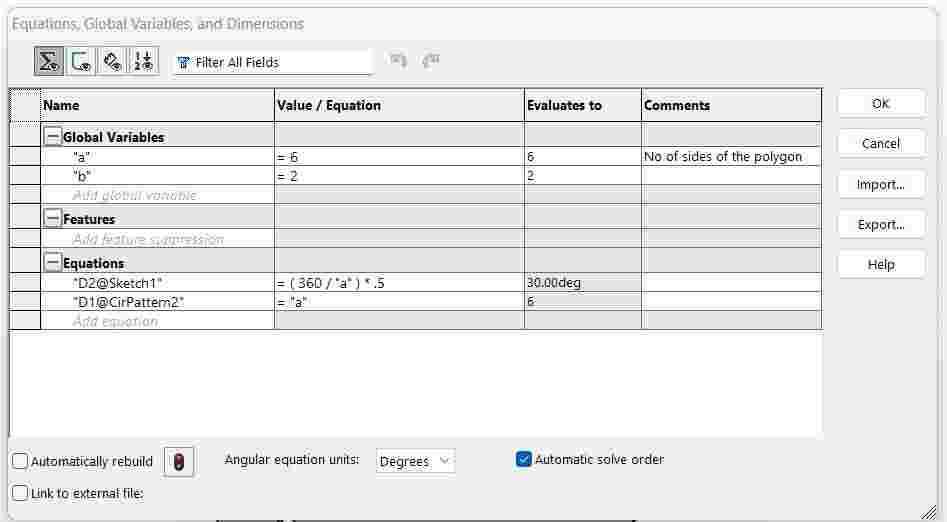 Equations, Global Variables, and Dimensions
Filter All Fields
Name Value / Equation Evaluates to Comments
Global Variables
"a" = 6 6 No of sides of the polygon
"b" = 2 2
Add global variable
Features
Add feature suppression
Equations
"D2@Sketch1" = ( 360 / "a" ) * .5 30.00deg
"D1@CirPattern2" = "a" 6
Add equation
OK
Cancel
Import...
Export...
Help
Automatically rebuild Angular equation units: Degrees Automatic solve order
Link to external file: